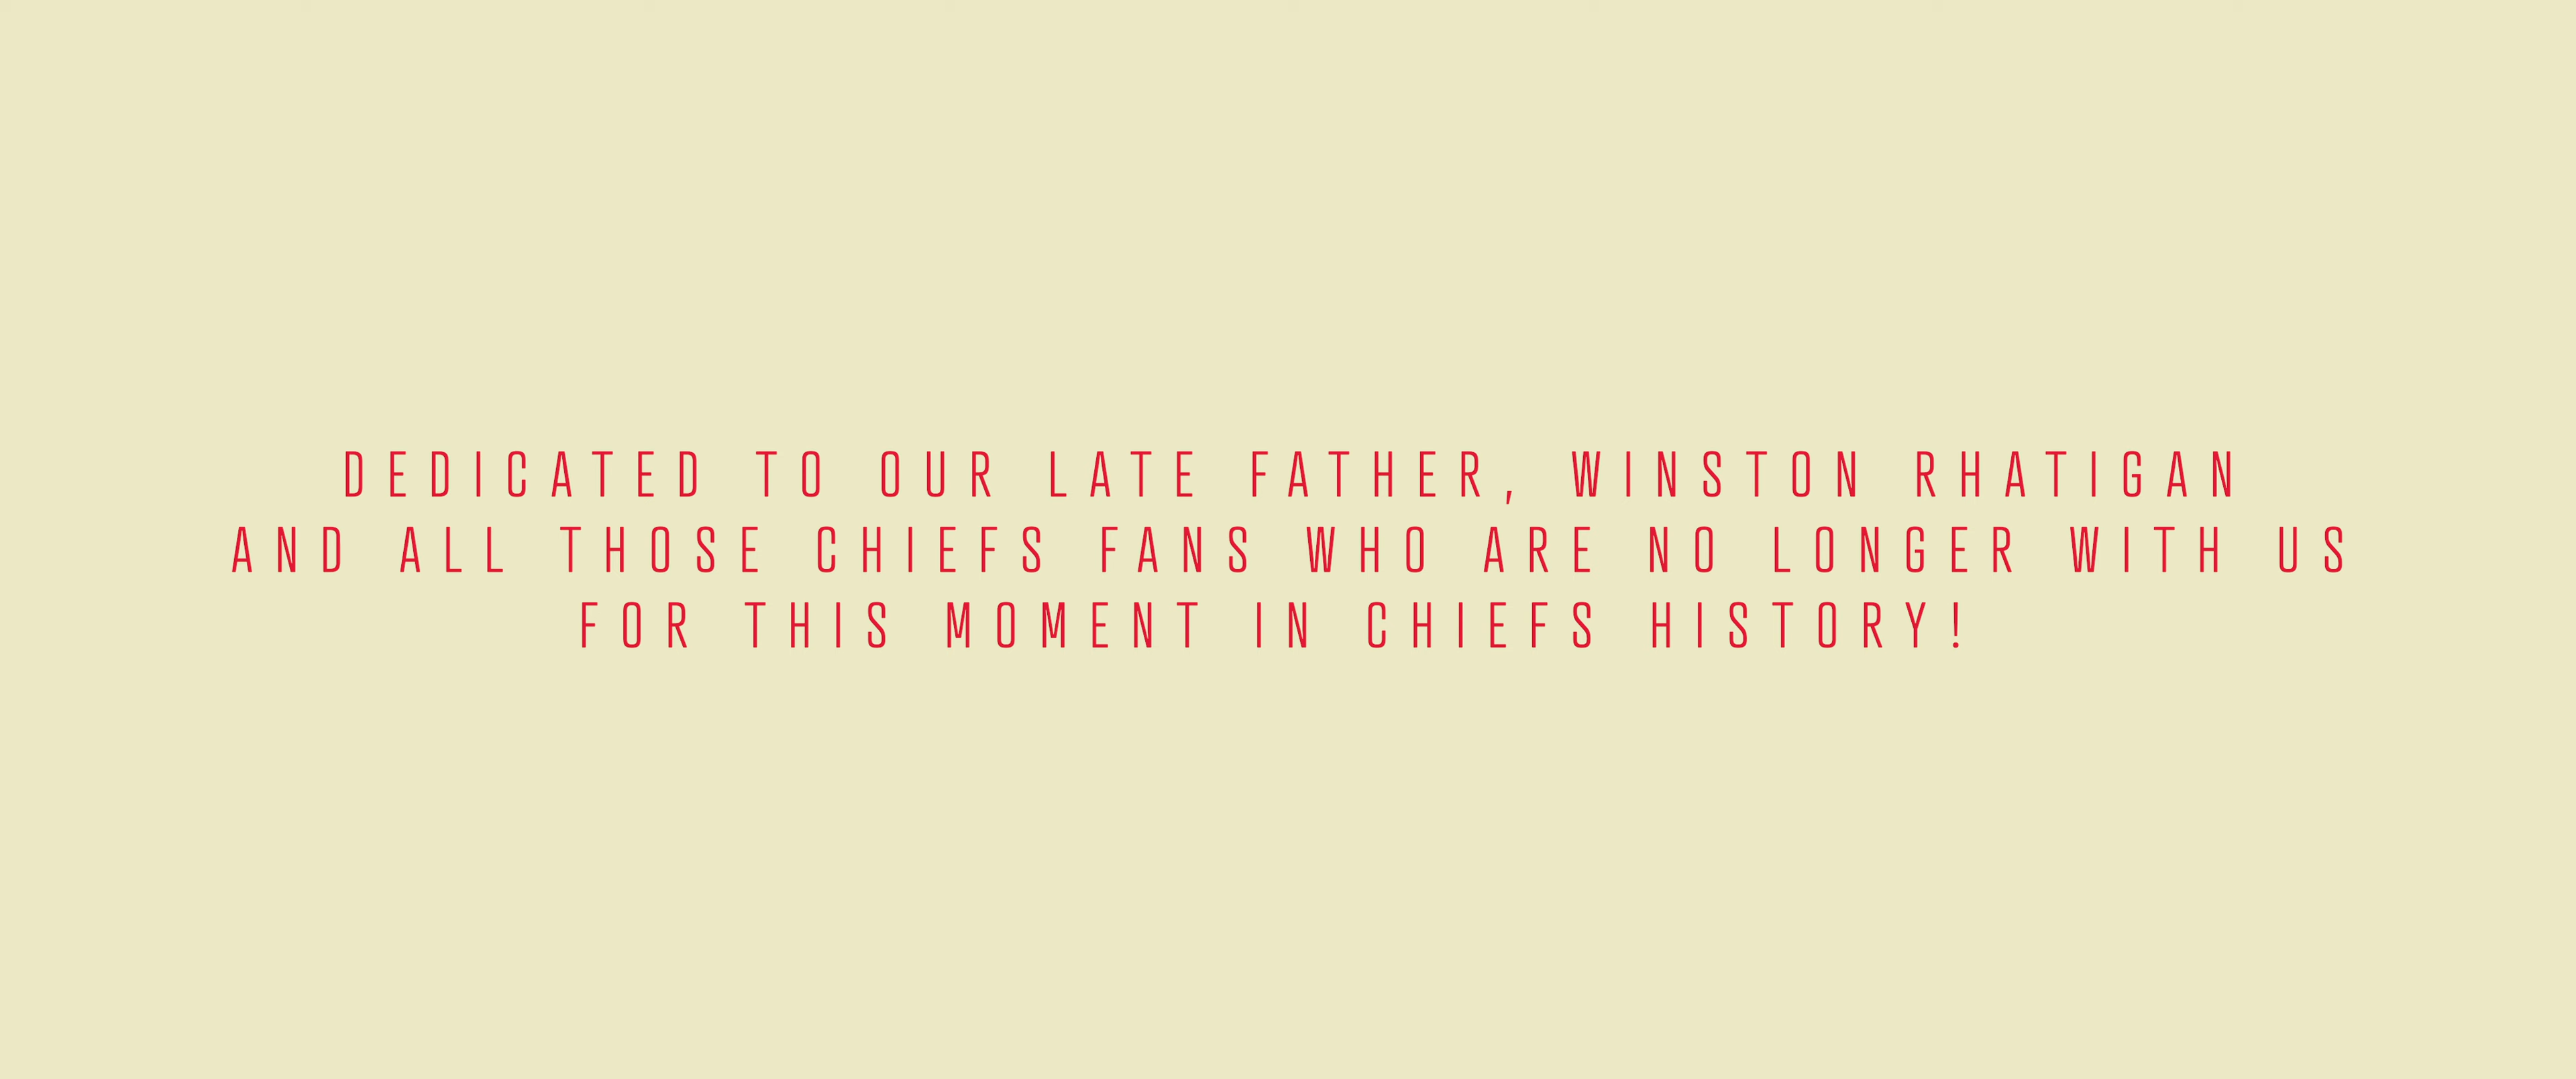 DEDICATED TO OUR LATE FATHER, WINSTON RHATIGAN
AND ALL THOSE CHIEFS FANS WHO ARE NO LONGER WITH US
FOR THIS MOMENT IN CHIEFS HISTORY!